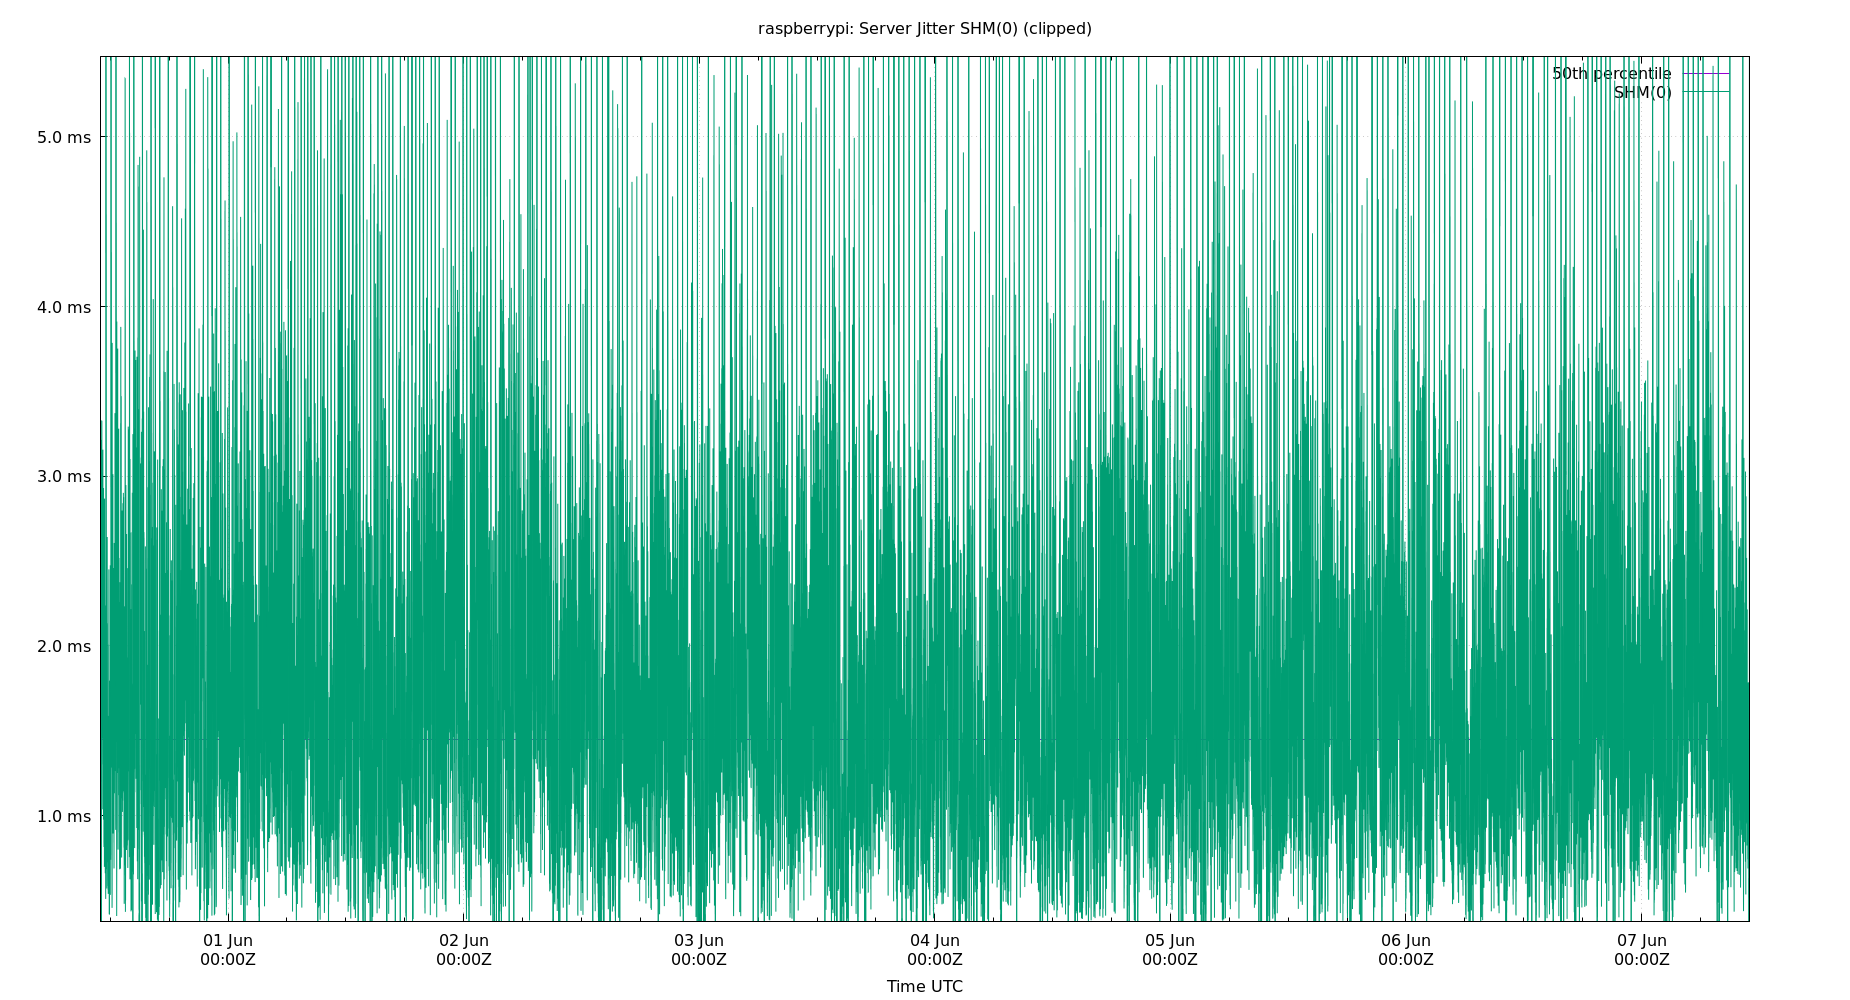 raspberrypi: Server Jitter SHM(0) (clipped)
50th percentile
SHM(0)
5.0 ms
4.0 ms
3.0 ms
2.0 ms
1.0 ms
01 Jun 02 Jun 03 Jun 04 Jun 05 Jun 06 Jun 07 Jun
00:00Z 00:00Z 00:00Z 00:00Z 00:00Z 00:00Z 00:00Z
Time UTC